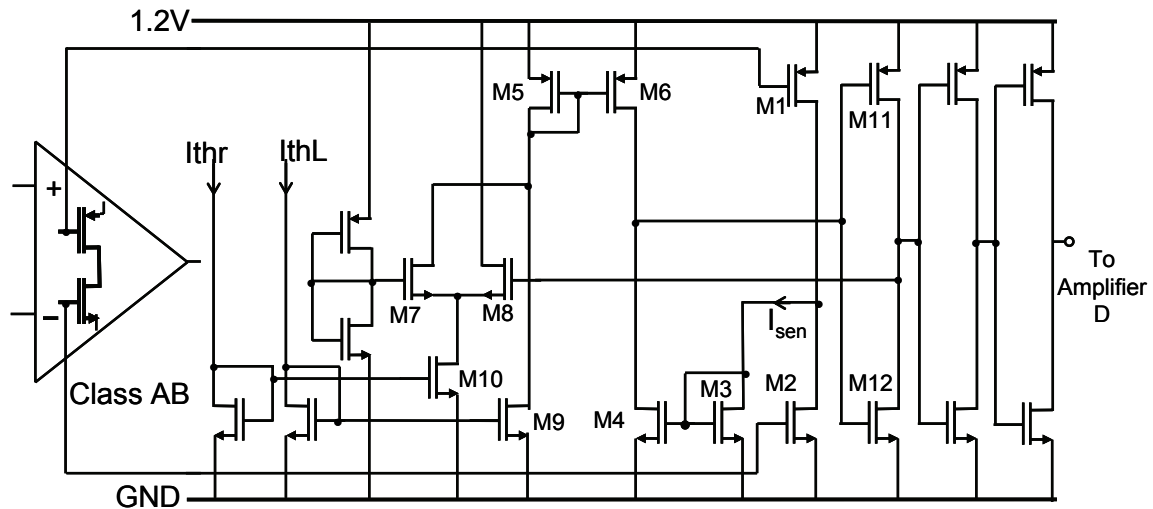 1.2V
M5
M6
M1
M11
Ithr
IthL
+
−
M7
M8
Isen
To
Amplifier
D
Class AB
M10
M9
M4
M3
M2
M12
GND